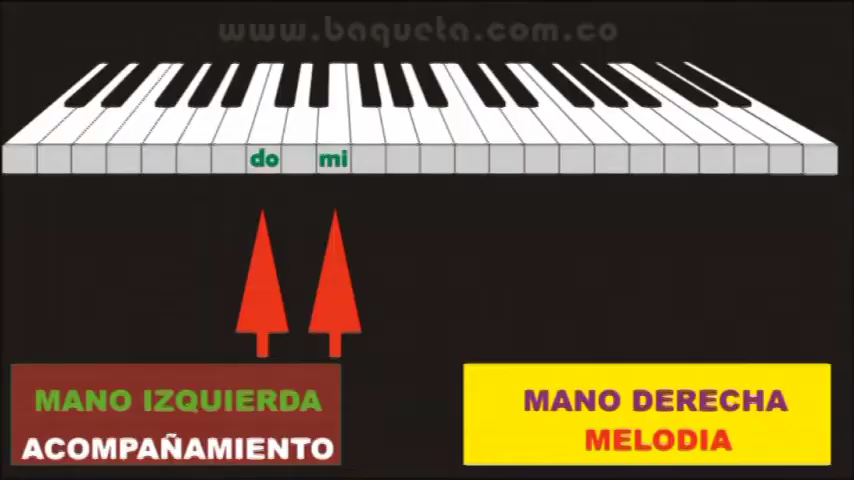 www.baqueta.com.co
do mi
MANO IZQUIERDA
ACOMPAÑAMIENTO
MANO DERECHA
MELODIA